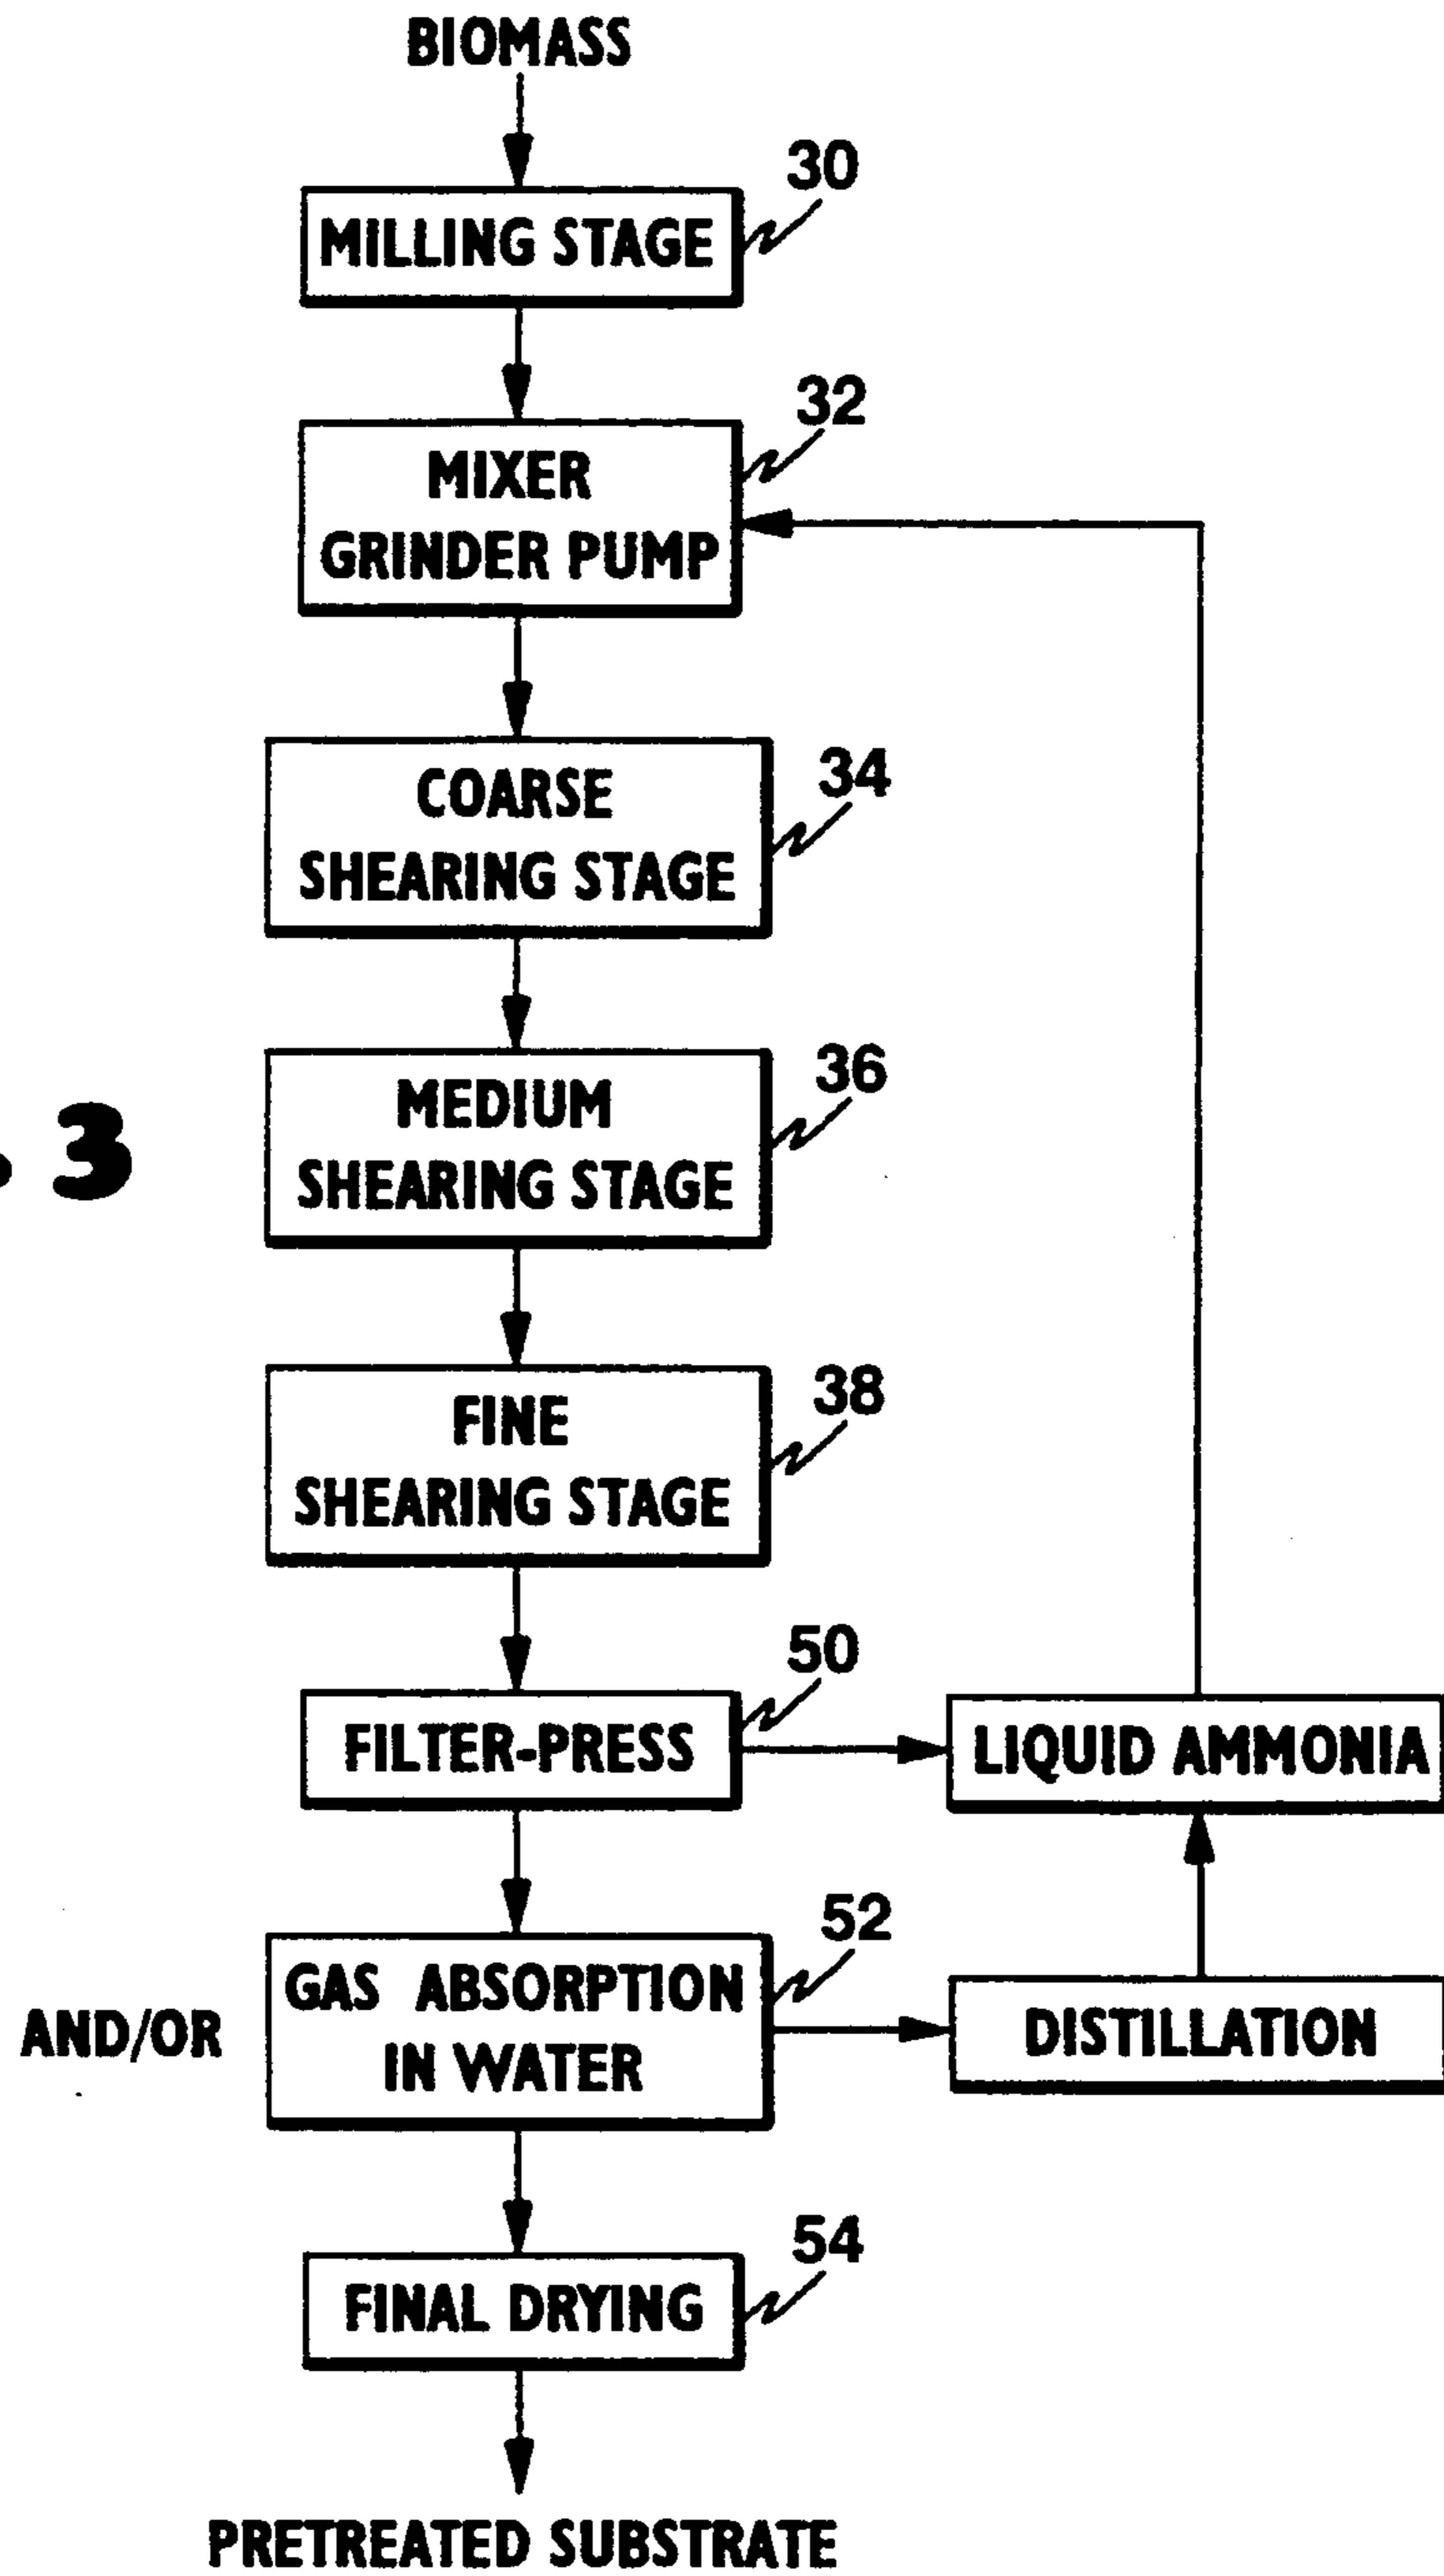 BIOMASS
30
MILLING STAGE
32
MIXER
GRINDER PUMP
34
COARSE
SHEARING STAGE
36
MEDIUM
SHEARING STAGE
3
38
FINE
SHEARING STAGE
50
FILTER-PRESS
LIQUID AMMONIA
52
GAS ABSORPTION
IN WATER
AND/OR
DISTILLATION
54
FINAL DRYING
PRETREATED SUBSTRATE